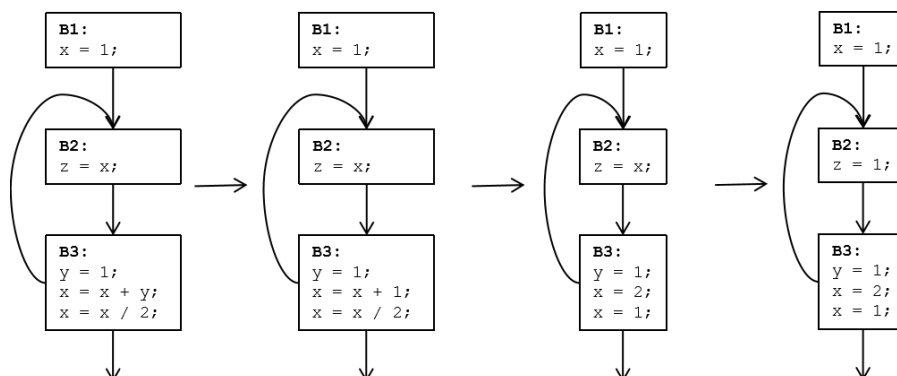 B1:
x = 1;
B2:
z = x;
B3:
y = 1;
x = x + y;
x = x / 2;
B1:
x = 1;
B2:
z = x;
B3:
y = 1;
x = x + 1;
x = x / 2;
B1:
x = 1;
B2:
z = x;
B3:
y = 1;
x = 2;
x = 1;
B1:
x = 1;
B2:
z = 1;
B3:
y = 1;
x = 2;
x = 1;